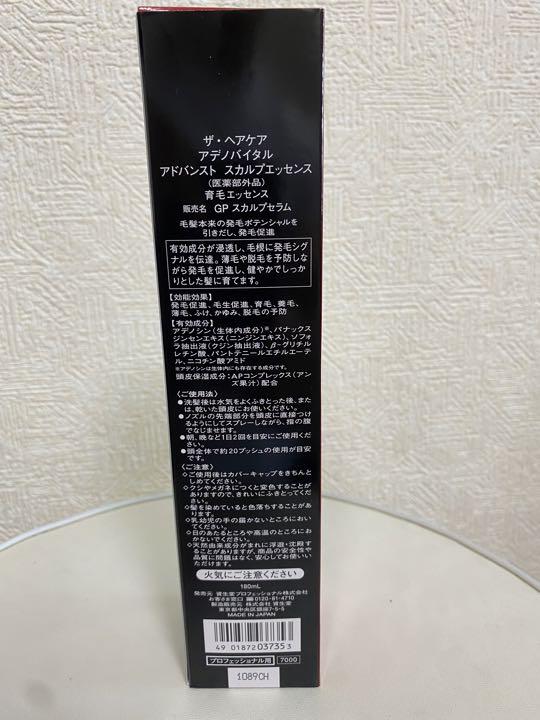 ザ・ヘアケア
アデノバイタル
アドバンスト スカルプエッセンス
(医薬部外品)
育毛エッセンス
販売名 GP スカルプセラム
毛髪本来の発毛ポテンシャルを
引きだし、発毛促進
有効成分が浸透し、毛根に発毛シグ
ナルを伝達。薄毛や脱毛を予防しな
がら発毛を促進し、健やかでしっか
りとした髪に育てます。
【効能効果】
発毛促進、毛生促進、育毛、養毛、
薄毛、ふけ、かゆみ、脱毛の予防
【有効成分】
アデノシン(生体内成分)※、パナックス
ジンセンエキス(ニンジンエキス)、ソフォ
ラ抽出液(クジン抽出液)、β-グリチル
レチン酸、パントテニールエチルエーテ
ル、ニコチン酸アミド
※アデノシンは生体内にも存在する成分です。
頭皮保湿成分:APコンプレックス(アン
ズ果汁)配合
〈ご使用法〉
●洗髪後は水気をよくふきとった後、また
は、乾いた頭皮にお使いください。
●ノズルの先端部分を頭皮に直接つけ
るようにしてスプレーしながら、指の腹
でなじませます。
●朝、晩など1日2回を目安にご使用くだ
さい。
●頭全体で約20プッシュの使用が目安
です。
〈ご注意〉
◇ご使用後はカバーキャップをきちんと
しめてください。
◇クシやメガネにつくと変色することが
ありますので、きれいにふきとってくだ
さい。
◇髪を染めていると色落ちすることがあ
ります。
◇乳幼児の手の届かないところにおい
てください。
◇日のあたるところや高温のところにお
かないでください。
◇天然由来成分がまれに浮遊・沈殿す
ることがありますが、商品の安全性や
品質に問題はなく、安心してお使いい
ただけます。
火気にご注意ください
180mL
発売元 資生堂プロフェッショナル株式会社
お客さま窓口 0120-81-4710
製造販売元 株式会社 資生堂
東京都中央区銀座7-5-5
MADE IN JAPAN
4 901872 037353
プロフェッショナル用 7000
1089CH